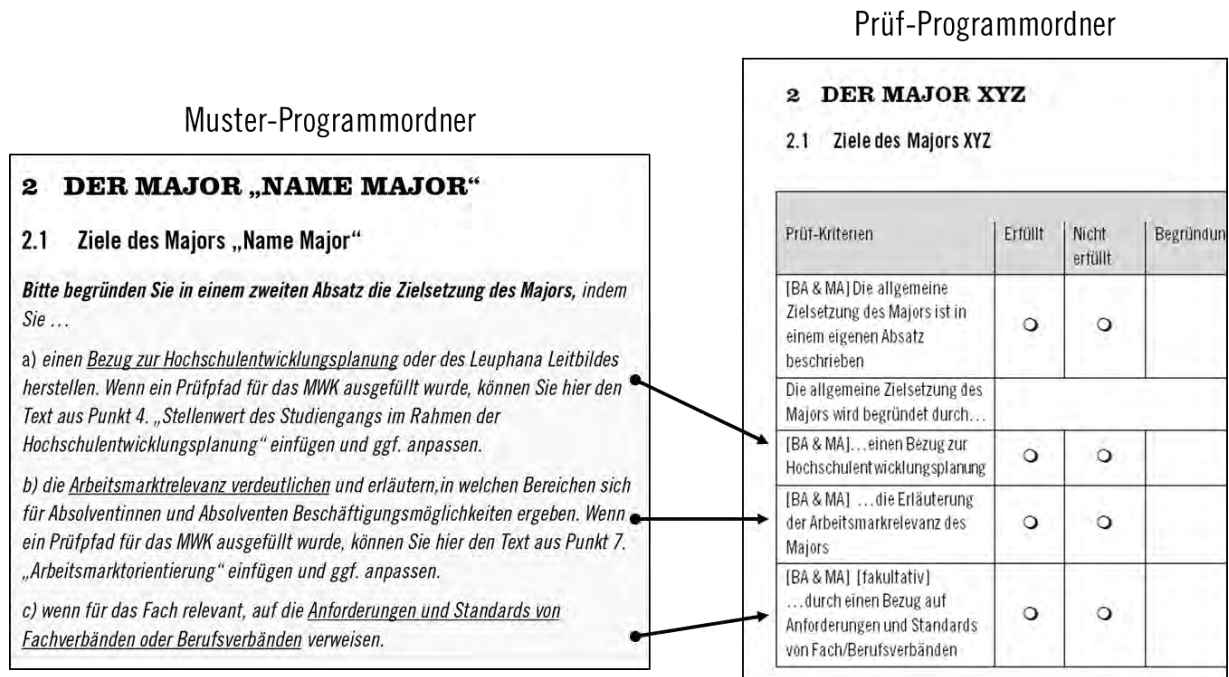 Prüf-Programmordner
Muster-Programmordner
2 DER MAJOR „NAME MAJOR“
2.1 Ziele des Majors „Name Major“
Bitte begründen Sie in einem zweiten Absatz die Zielsetzung des Majors, indem
Sie …
a) einen Bezug zur Hochschulentwicklungsplanung oder des Leuphana Leitbildes
herstellen. Wenn ein Prüfpfad für das MWK ausgefüllt wurde, können Sie hier den
Text aus Punkt 4. „Stellenwert des Studiengangs im Rahmen der
Hochschulentwicklungsplanung“ einfügen und ggf. anpassen.
b) die Arbeitsmarktrelevanz verdeutlichen und erläutern, in welchen Bereichen sich
für Absolventinnen und Absolventen Beschäftigungsmöglichkeiten ergeben. Wenn
ein Prüfpfad für das MWK ausgefüllt wurde, können Sie hier den Text aus Punkt 7.
„Arbeitsmarktorientierung“ einfügen und ggf. anpassen.
c) wenn für das Fach relevant, auf die Anforderungen und Standards von
Fachverbänden oder Berufsverbänden verweisen.
2 DER MAJOR XYZ
2.1 Ziele des Majors XYZ
Prüf-Kriterien Erfüllt Nicht erfüllt Begründun
[BA & MA] Die allgemeine
Zielsetzung des Majors ist in
einem eigenen Absatz
beschrieben
Die allgemeine Zielsetzung des
Majors wird begründet durch…
[BA & MA]…einen Bezug zur
Hochschulentwicklungsplanung
[BA & MA] …die Erläuterung
der Arbeitsmarkrelevanz des
Majors
[BA & MA] [fakultativ]
…durch einen Bezug auf
Anforderungen und Standards
von Fach/Berufsverbänden